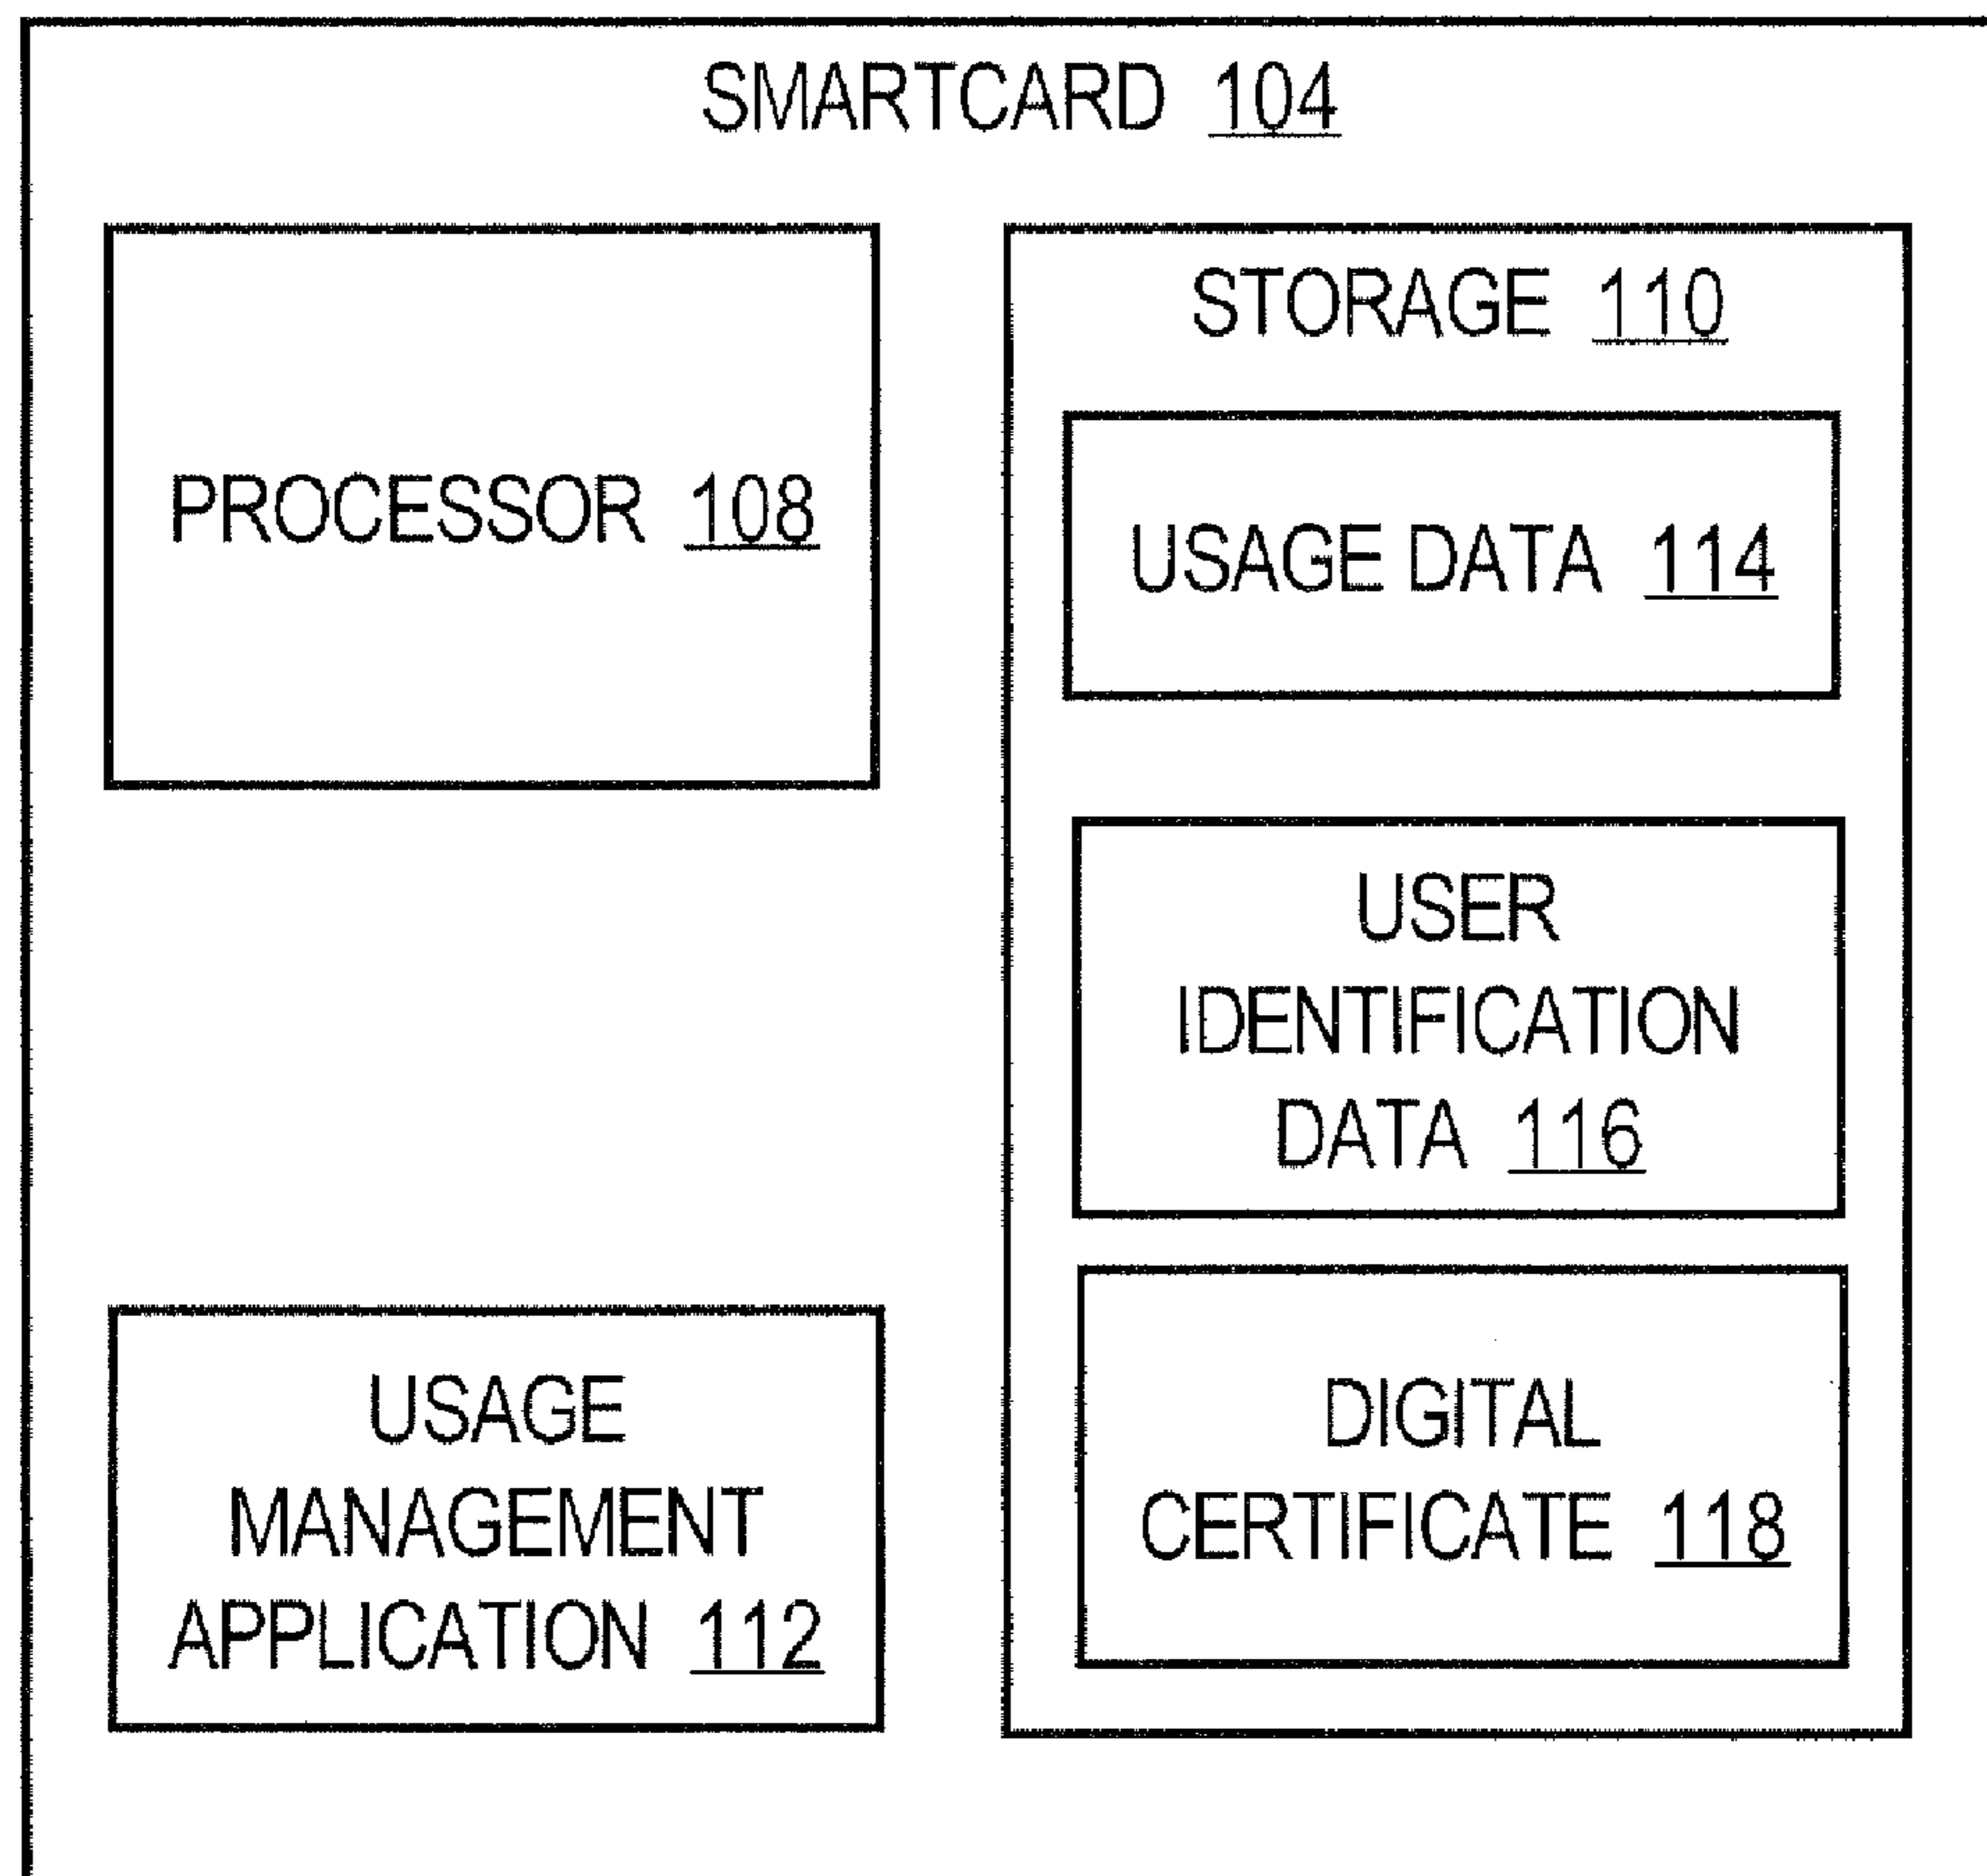 SMARTCARD 104
PROCESSOR 108
STORAGE 110
USAGE DATA 114
USER
IDENTIFICATION
DATA 116
USAGE
MANAGEMENT
APPLICATION 112
DIGITAL
CERTIFICATE 118